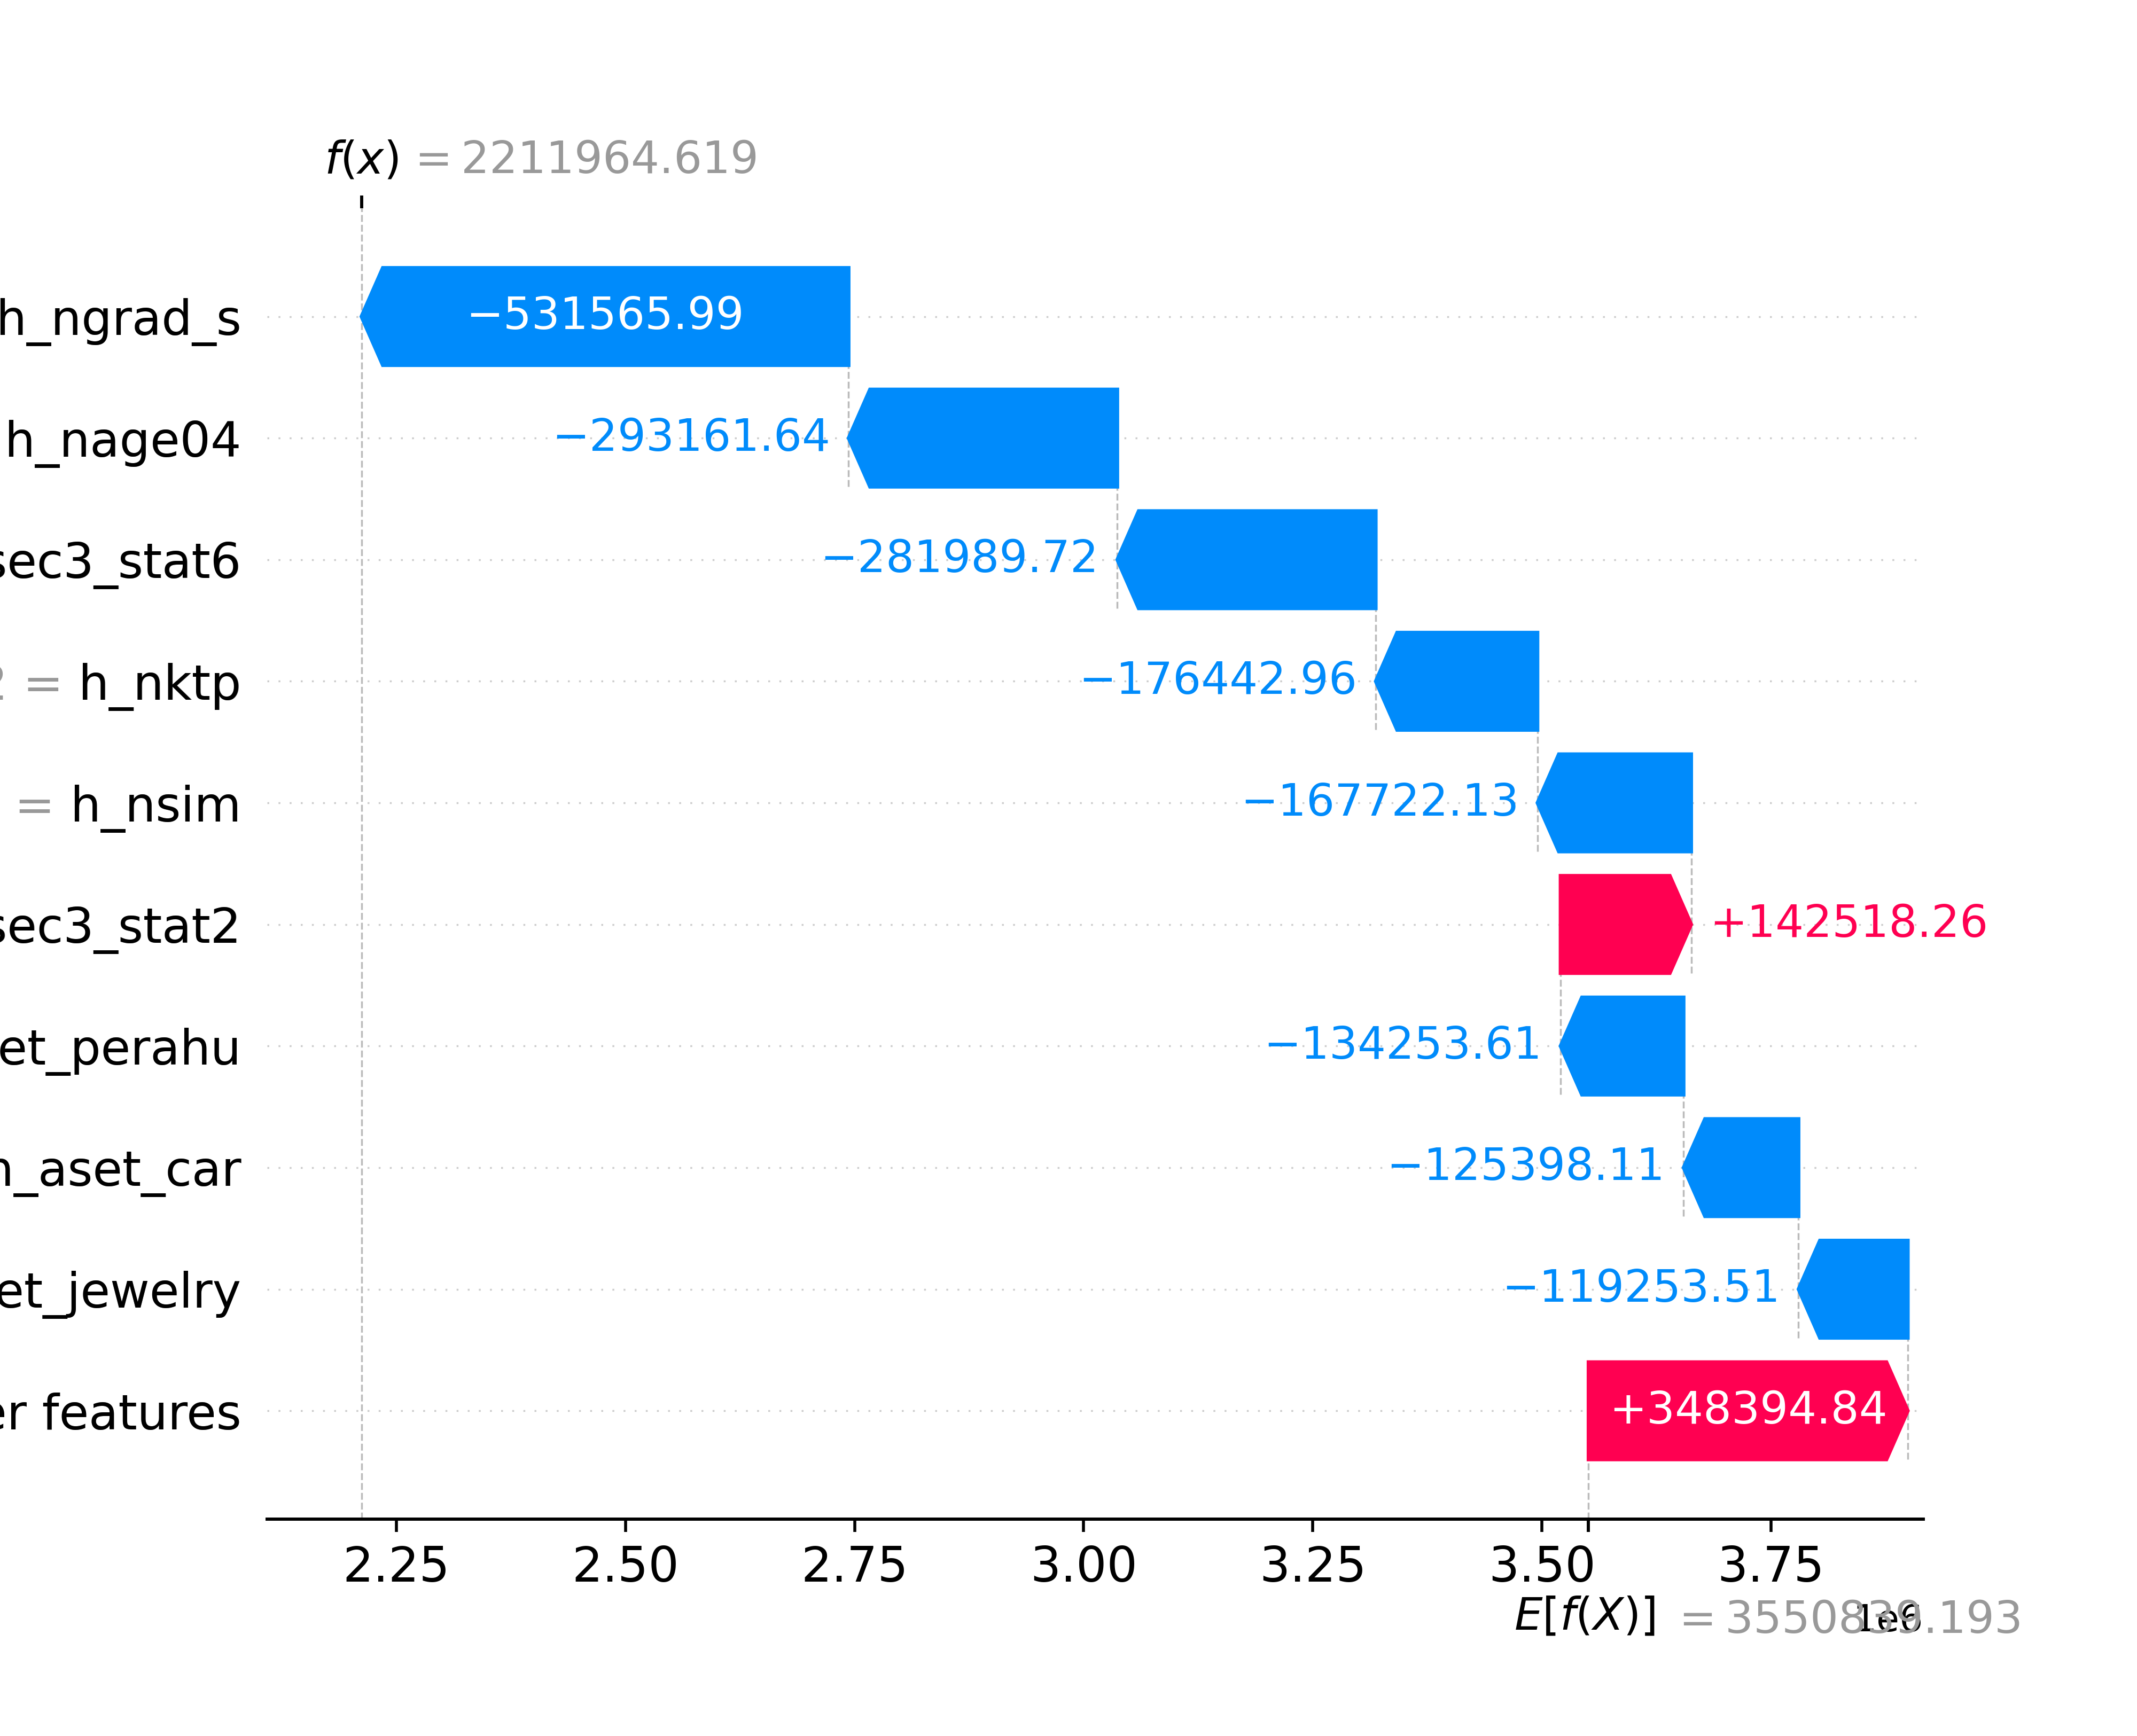 f(x) = 2211964.619
h_ngrad_s −531565.99
h_nage04 −293161.64
sec3_stat6 −281989.72
= h_nktp −176442.96
= h_nsim −167722.13
sec3_stat2 +142518.26
et_perahu −134253.61
h_aset_car −125398.11
et_jewelry −119253.51
er features +348394.84
2.25 2.50 2.75 3.00 3.25 3.50 3.75
E[f(X)] = 3550839.193
1e6